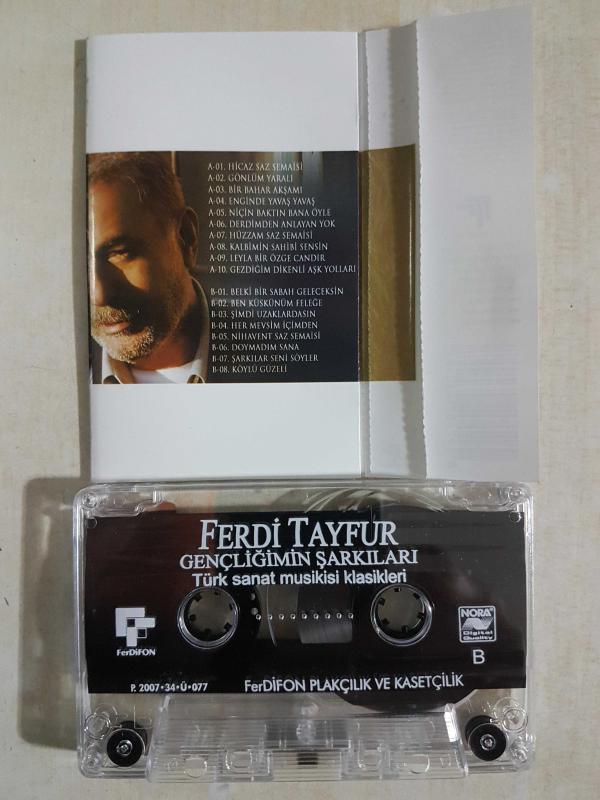 A-01. HİCAZ SAZ SEMAİSİ
A-02. GÖNLÜM YARALI
A-03. BİR BAHAR AKŞAMI
A-04. ENGINDE YAVAŞ YAVAŞ
A-05. NİÇİN BAKTIN BANA ÖYLE
A-06. DERDİMDEN ANLAYAN YOK
A-07. HÜZZAM SAZ SEMAİSİ
A-08. KALBİMİN SAHİBİ SENSİN
A-09. LEYLA BİR ÖZGE CANDIR
A-10. GEZDİĞİM DİKENLİ AŞK YOLLARI
B-01. BELKİ BİR SABAH GELECEKSİN
B-02. BEN KÜSKÜNÜM FELEĞE
B-03. ŞİMDİ UZAKLARDASIN
B-04. HER MEVSİM İÇİMDEN
B-05. NİHAVENT SAZ SEMAİSİ
B-06. DOYMADIM SANA
B-07. ŞARKILAR SENİ SÖYLER
B-08. KÖYLÜ GÜZELİ
FERDİ TAYFUR
GENÇLİĞİMİN ŞARKILARI
Türk sanat musikisi klasikleri
FerDİFON
NORA
Digital
Quality
B
P. 2007•34•Ü•077
FerDİFON PLAKÇILIK VE KASETÇİLİK